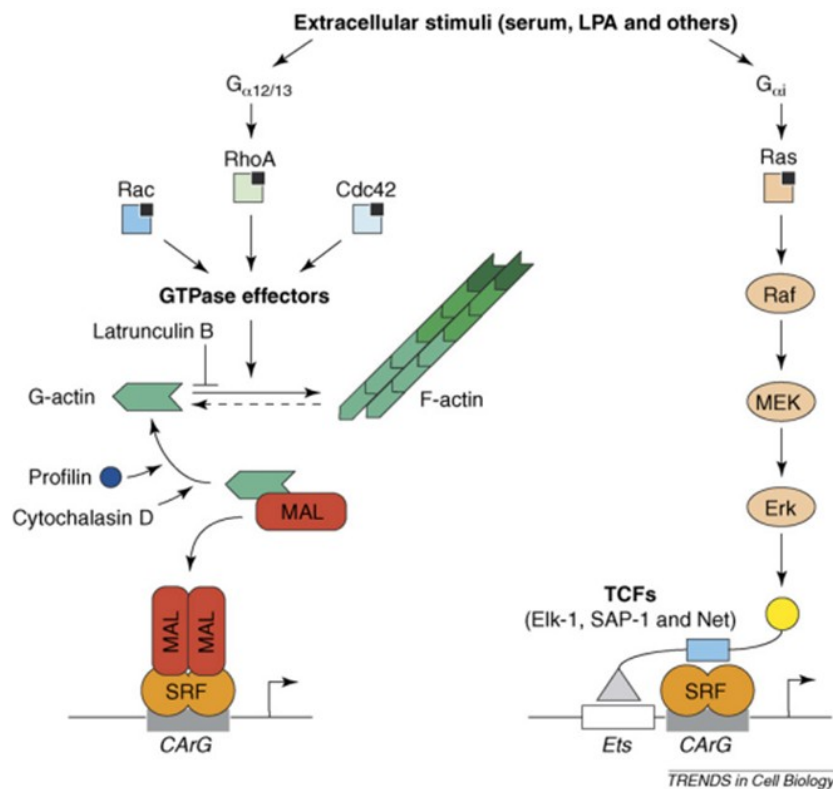 Extracellular stimuli (serum, LPA and others)
Gα12/13
Gαi
RhoA
Ras
Rac
Cdc42
GTPase effectors
Raf
Latrunculin B
G-actin
F-actin
MEK
Profilin
Cytochalasin D
MAL
Erk
MAL MAL
TCFs
(Elk-1, SAP-1 and Net)
SRF
SRF
CArG
Ets
CArG
TRENDS in Cell Biology